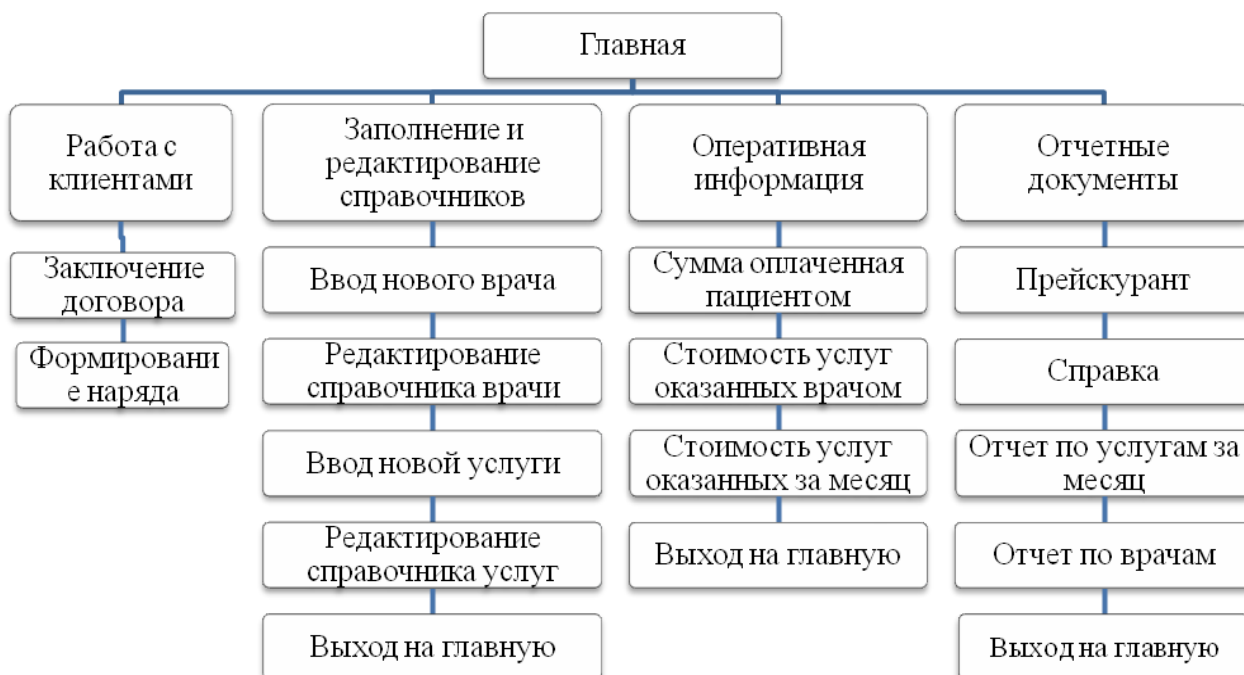 Главная
Работа с
клиентами
Заключение
договора
Формировани
е наряда
Заполнение и
редактирование
справочников
Ввод нового врача
Редактирование
справочника врачи
Ввод новой услуги
Редактирование
справочника услуг
Выход на главную
Оперативная
информация
Сумма оплаченная
пациентом
Стоимость услуг
оказанных врачом
Стоимость услуг
оказанных за месяц
Выход на главную
Отчетные
документы
Прейскурант
Справка
Отчет по услугам за
месяц
Отчет по врачам
Выход на главную